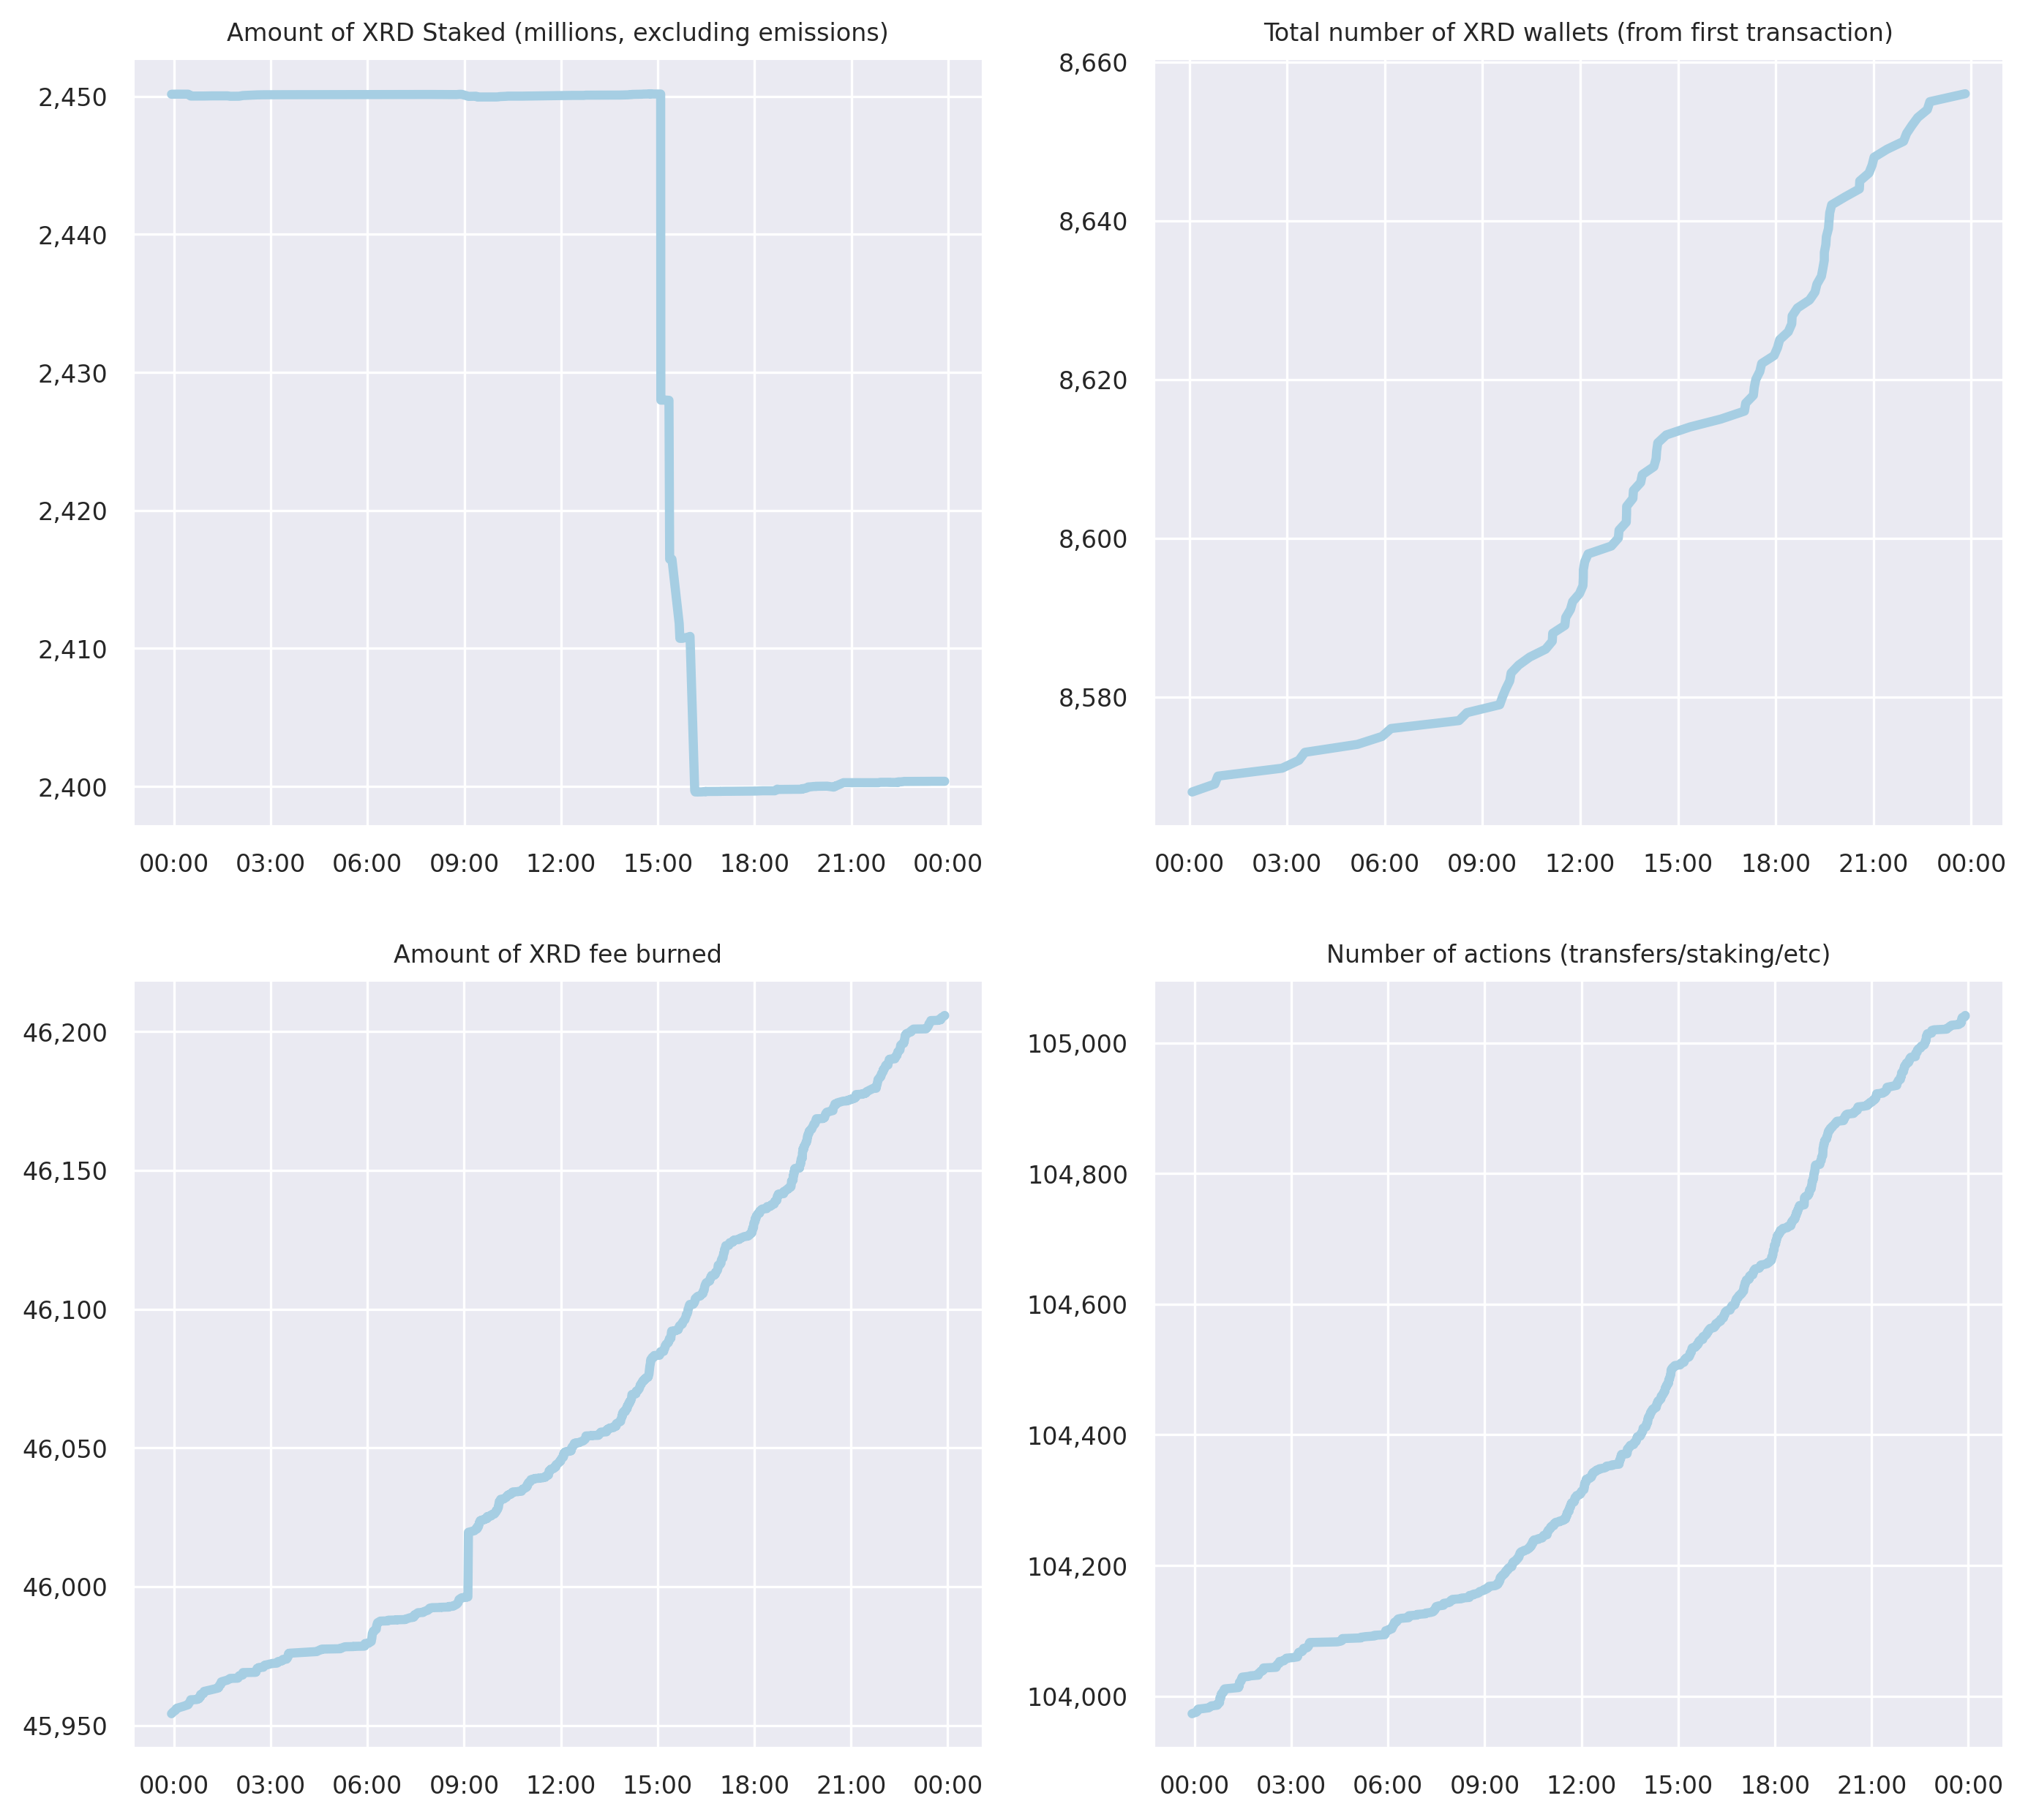 Amount of XRD Staked (millions, excluding emissions)
2,450
2,440
2,430
2,420
2,410
2,400
00:00 03:00 06:00 09:00 12:00 15:00 18:00 21:00 00:00
Total number of XRD wallets (from first transaction)
8,660
8,640
8,620
8,600
8,580
00:00 03:00 06:00 09:00 12:00 15:00 18:00 21:00 00:00
Amount of XRD fee burned
46,200
46,150
46,100
46,050
46,000
45,950
00:00 03:00 06:00 09:00 12:00 15:00 18:00 21:00 00:00
Number of actions (transfers/staking/etc)
105,000
104,800
104,600
104,400
104,200
104,000
00:00 03:00 06:00 09:00 12:00 15:00 18:00 21:00 00:00